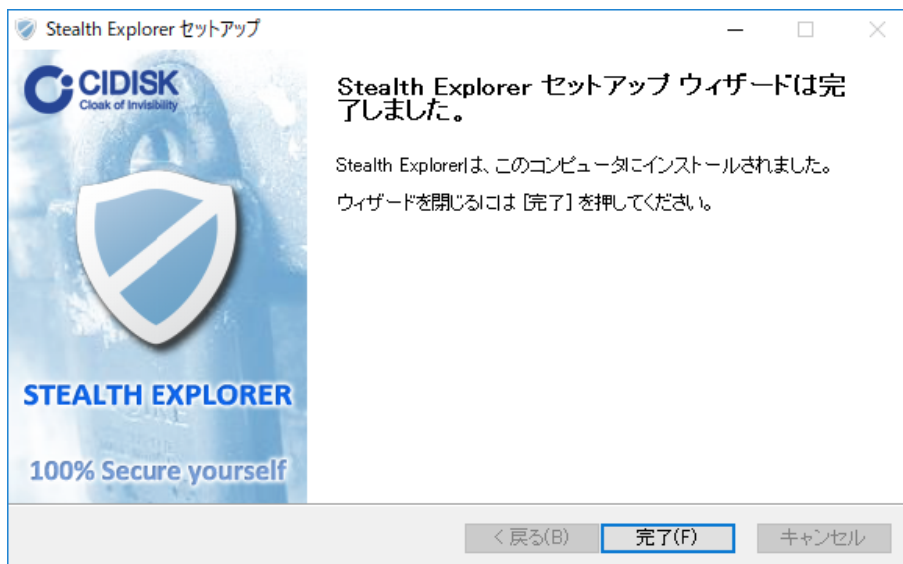 Stealth Explorer セットアップ
CIDISK
Cloak of Invisibility
Stealth Explorer セットアップ ウィザードは完
了しました。
Stealth Explorerは、このコンピュータにインストールされました。
ウィザードを閉じるには [完了] を押してください。
STEALTH EXPLORER
100% Secure yourself
< 戻る(B)
完了(F)
キャンセル